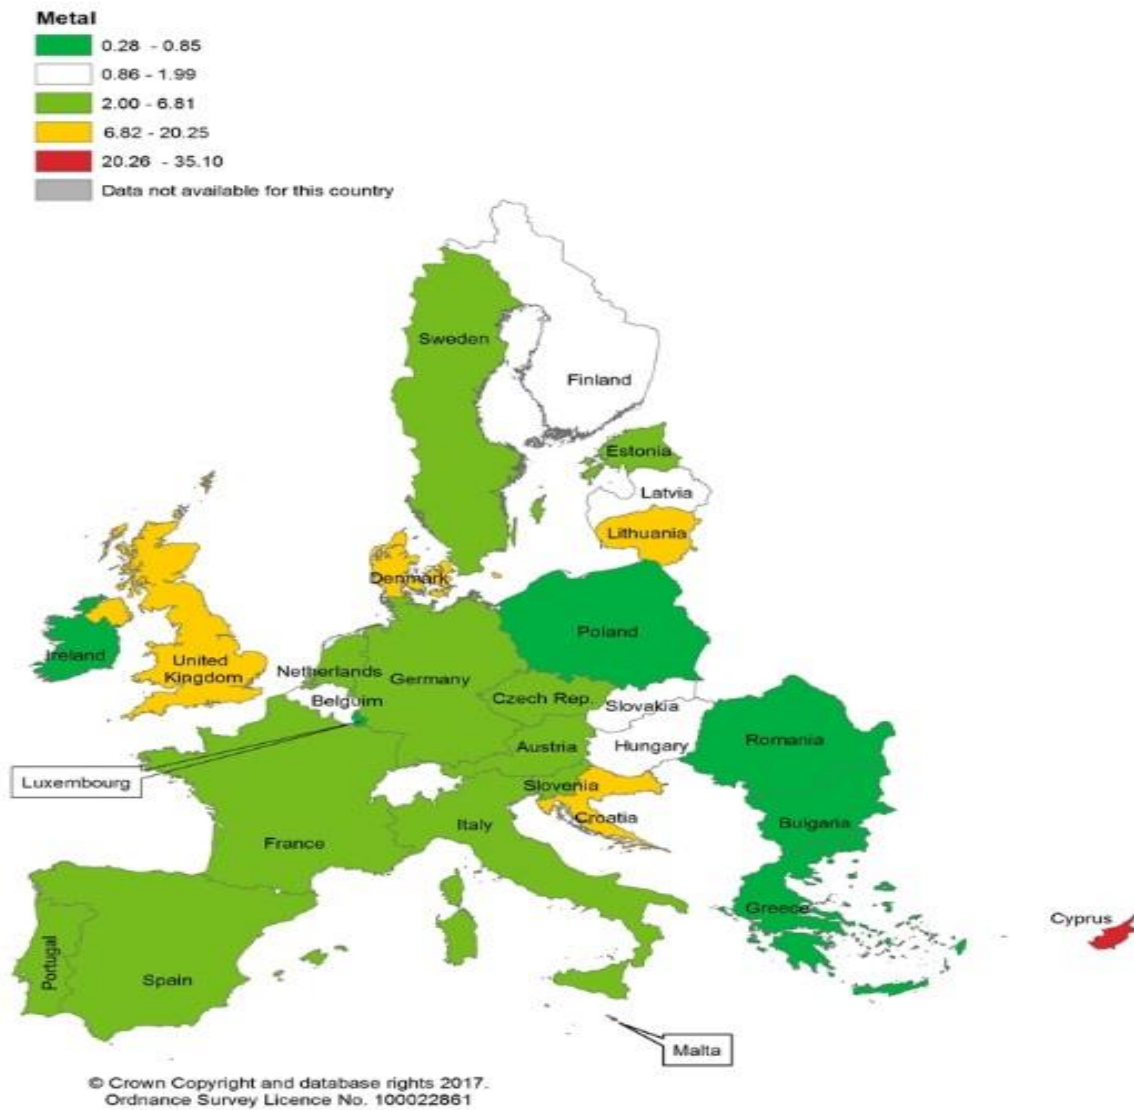 Metal
0.28 - 0.85
0.86 - 1.99
2.00 - 6.81
6.82 - 20.25
20.26 - 35.10
Data not available for this country
Sweden
Finland
Estonia
Latvia
Lithuania
Denmark
Ireland
United
Kingdom
Poland
Netherlands
Germany
Belguim
Czech Rep.
Slovakia
Luxembourg
Austria
Hungary
Romania
Slovenia
Croatia
Bulgaria
France
Italy
Greece
Cyprus
Portugal
Spain
Malta
© Crown Copyright and database rights 2017.
Ordnance Survey Licence No. 100022861